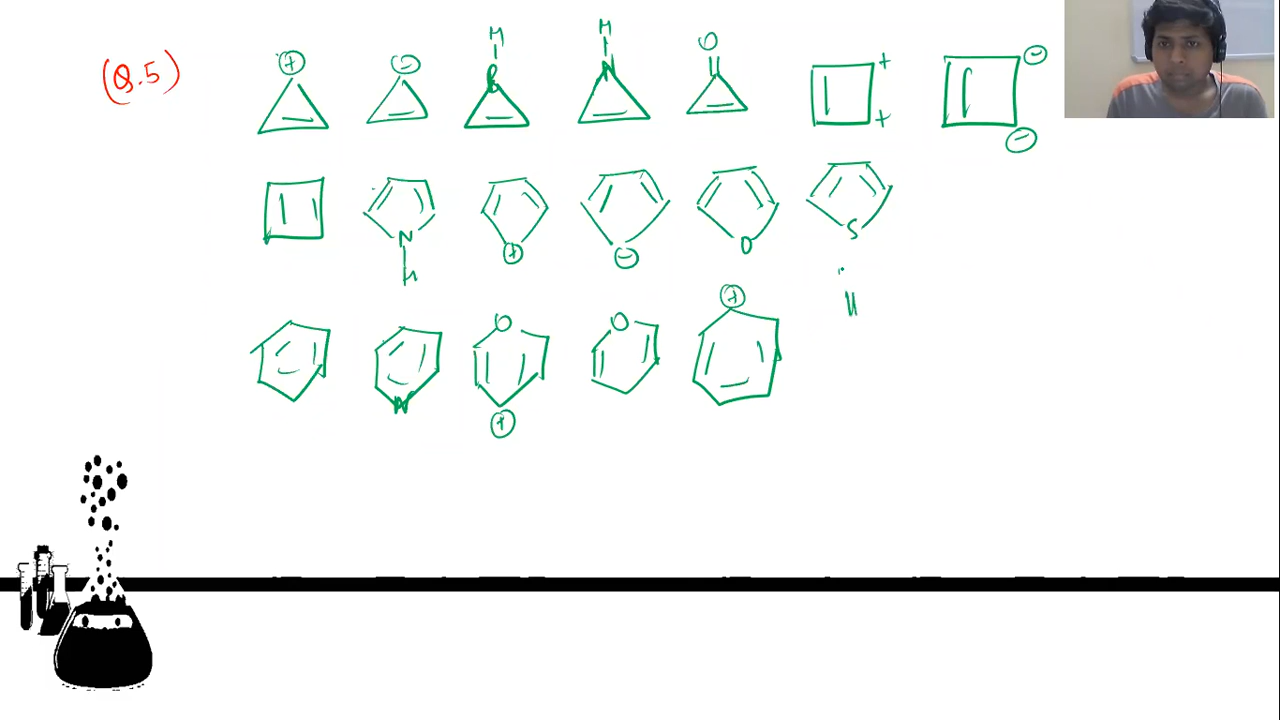 (Q.5)
+ - H B H N O + + - -
N H + - O S
N O + O +